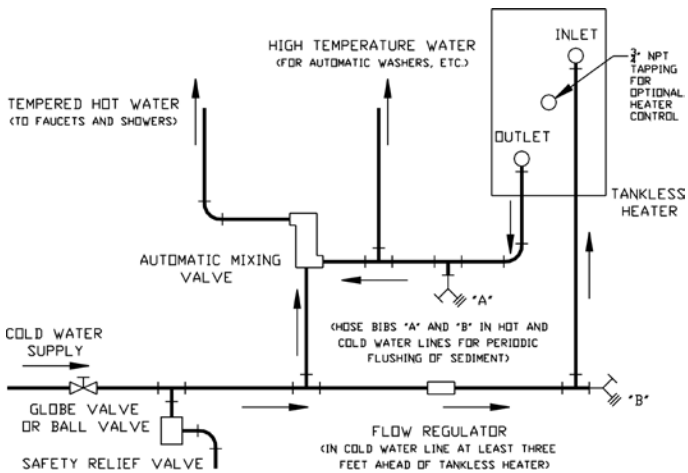 INLET
HIGH TEMPERATURE WATER
(FOR AUTOMATIC WASHERS, ETC.)
3/4" NPT
TAPPING
FOR
OPTIONAL
HEATER
CONTROL
TEMPERED HOT WATER
(TO FAUCETS AND SHOWERS)
OUTLET
TANKLESS
HEATER
AUTOMATIC MIXING
VALVE
"A"
(HOSE BIBS "A" AND "B" IN HOT AND
COLD WATER LINES FOR PERIODIC
FLUSHING OF SEDIMENT)
COLD WATER
SUPPLY
"B"
GLOBE VALVE
OR BALL VALVE
FLOW REGULATOR
(IN COLD WATER LINE AT LEAST THREE
FEET AHEAD OF TANKLESS HEATER)
SAFETY RELIEF VALVE